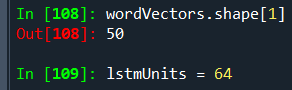 In [108]: wordVectors.shape[1]
Out[108]: 50
In [109]: lstmUnits = 64